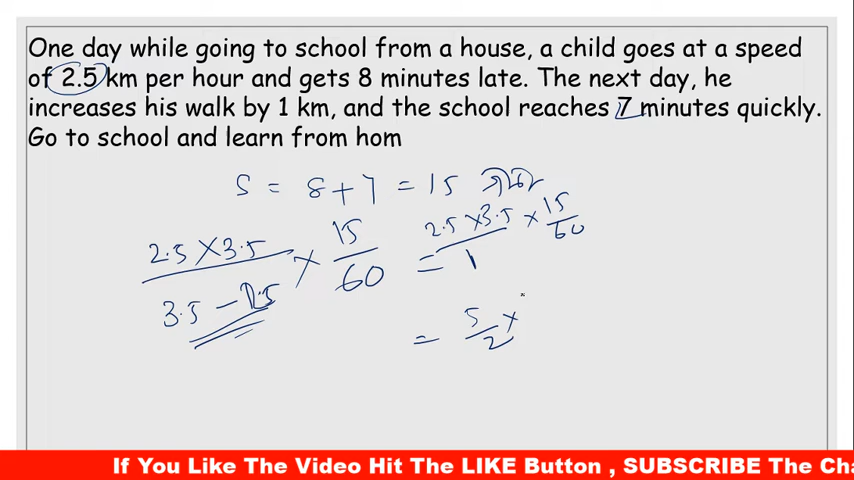 One day while going to school from a house, a child goes at a speed
of 2.5 km per hour and gets 8 minutes late. The next day, he
increases his walk by 1 km, and the school reaches 7 minutes quickly.
Go to school and learn from hom
S = 8+7 = 15
2.5 × 3.5 / 3.5 − 2.5 × 15 / 60 = 2.5 × 3.5 / 1 × 15 / 60
= 5 / 2 ×
If You Like The Video Hit The LIKE Button , SUBSCRIBE The Cha